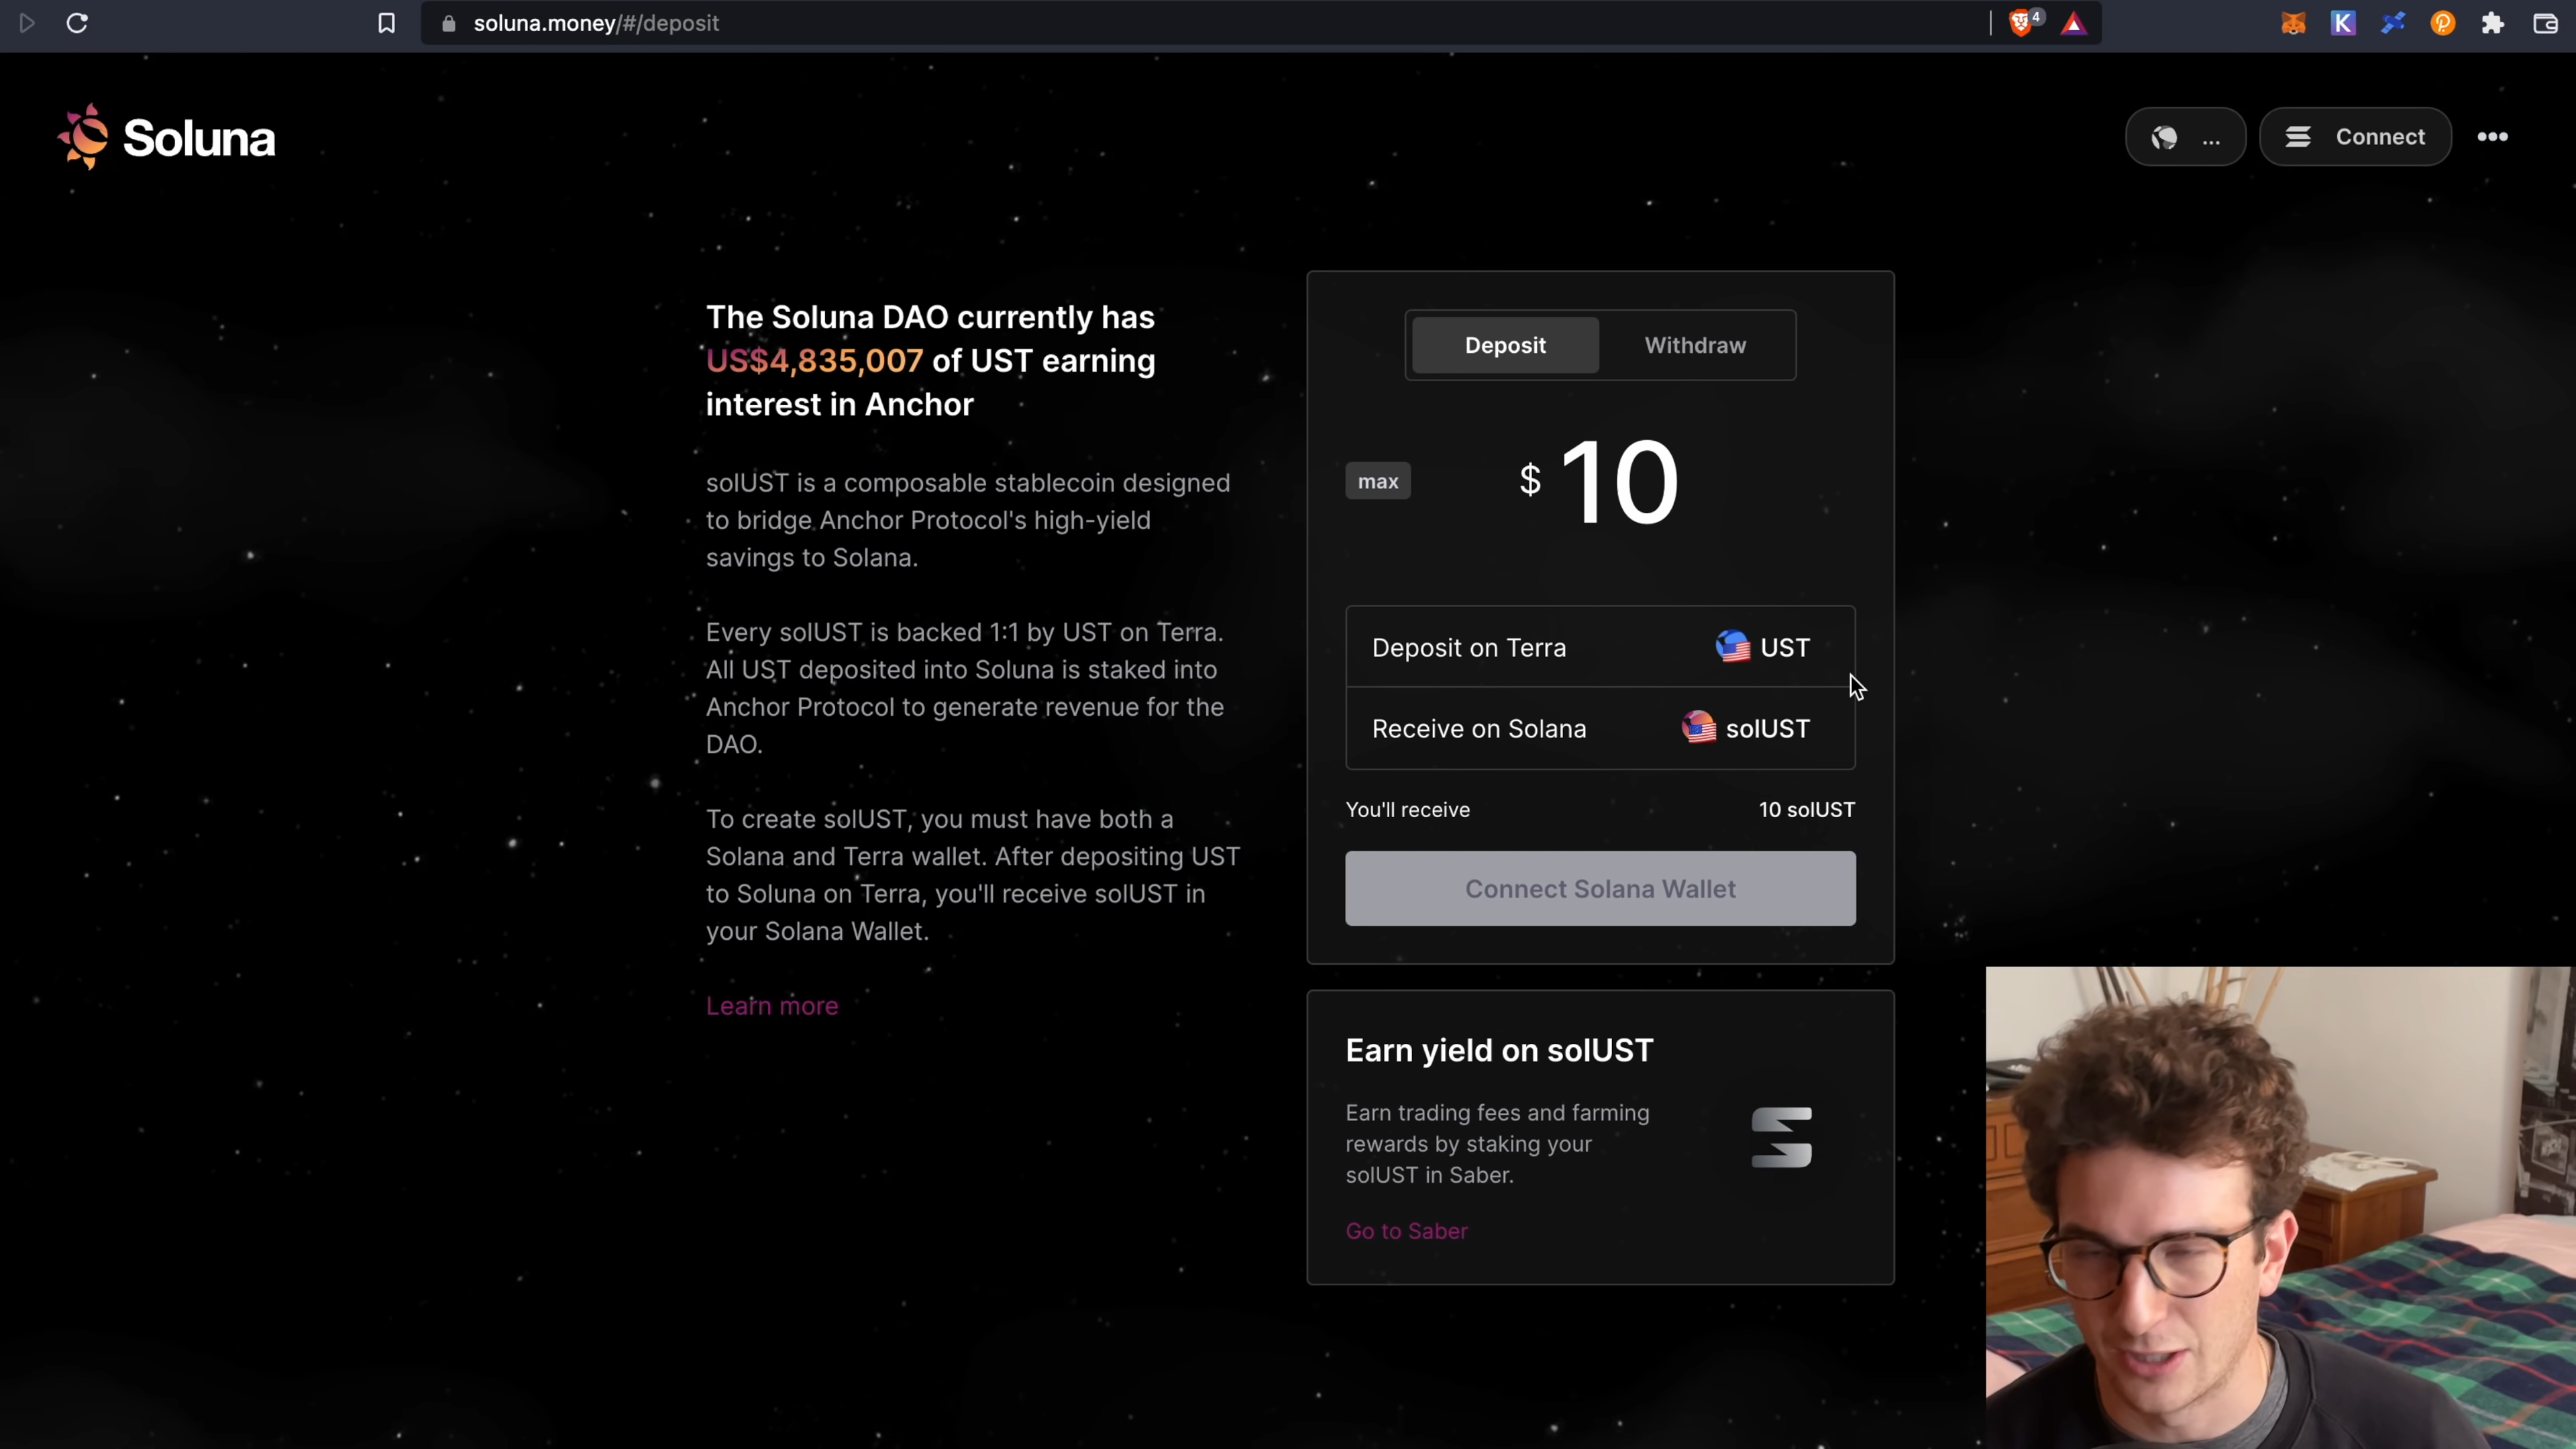 soluna.money/#/deposit
4
K
Soluna
...
Connect
The Soluna DAO currently has
US$4,835,007 of UST earning
interest in Anchor
solUST is a composable stablecoin designed
to bridge Anchor Protocol's high-yield
savings to Solana.
Every solUST is backed 1:1 by UST on Terra.
All UST deposited into Soluna is staked into
Anchor Protocol to generate revenue for the
DAO.
To create solUST, you must have both a
Solana and Terra wallet. After depositing UST
to Soluna on Terra, you'll receive solUST in
your Solana Wallet.
Learn more
Deposit
Withdraw
max
$ 10
Deposit on Terra
UST
Receive on Solana
solUST
You'll receive
10 solUST
Connect Solana Wallet
Earn yield on solUST
Earn trading fees and farming
rewards by staking your
solUST in Saber.
Go to Saber